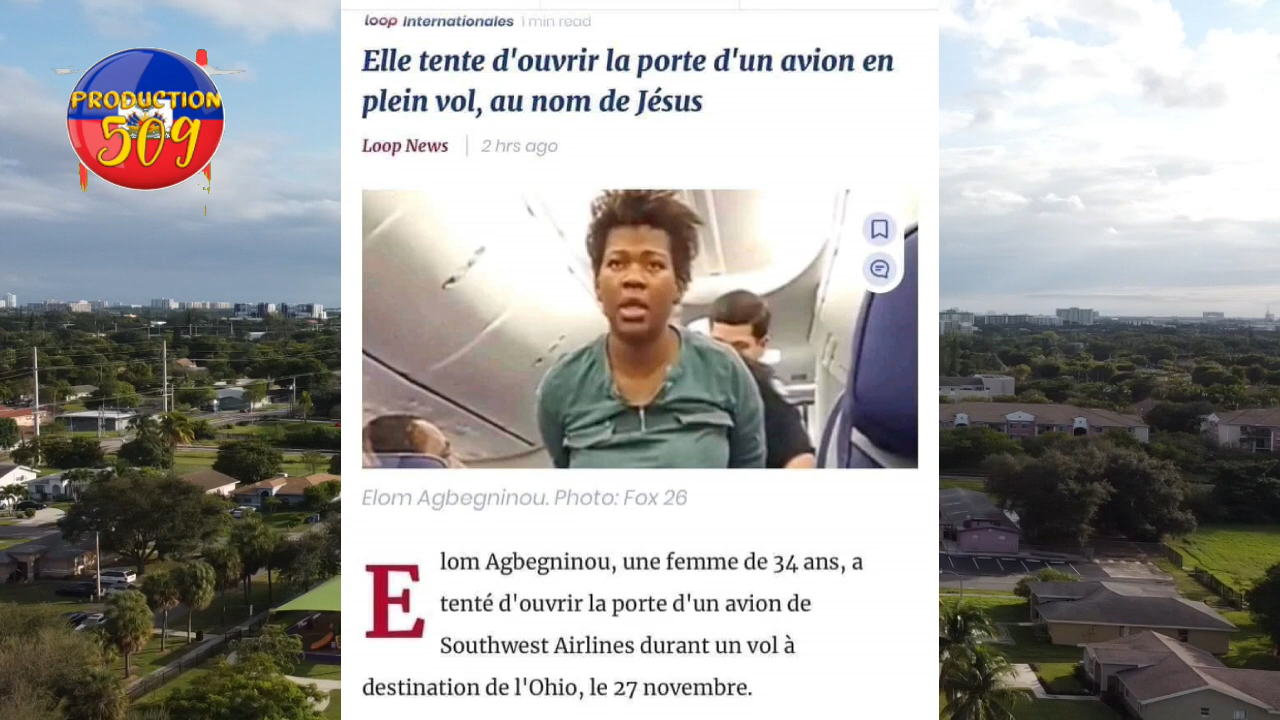 PRODUCTION
509
loop Internationales 1 min read
Elle tente d'ouvrir la porte d'un avion en
plein vol, au nom de Jésus
Loop News | 2 hrs ago
Elom Agbegninou. Photo: Fox 26
Elom Agbegninou, une femme de 34 ans, a
tenté d'ouvrir la porte d'un avion de
Southwest Airlines durant un vol à
destination de l'Ohio, le 27 novembre.